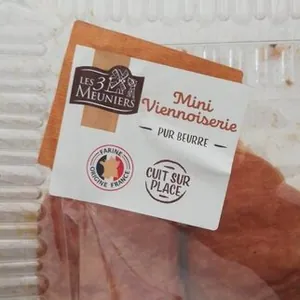 LES 3
MEUNIERS
Mini
Viennoiserie
PUR BEURRE
FARINE
ORIGINE FRANCE
CUIT SUR
PLACE